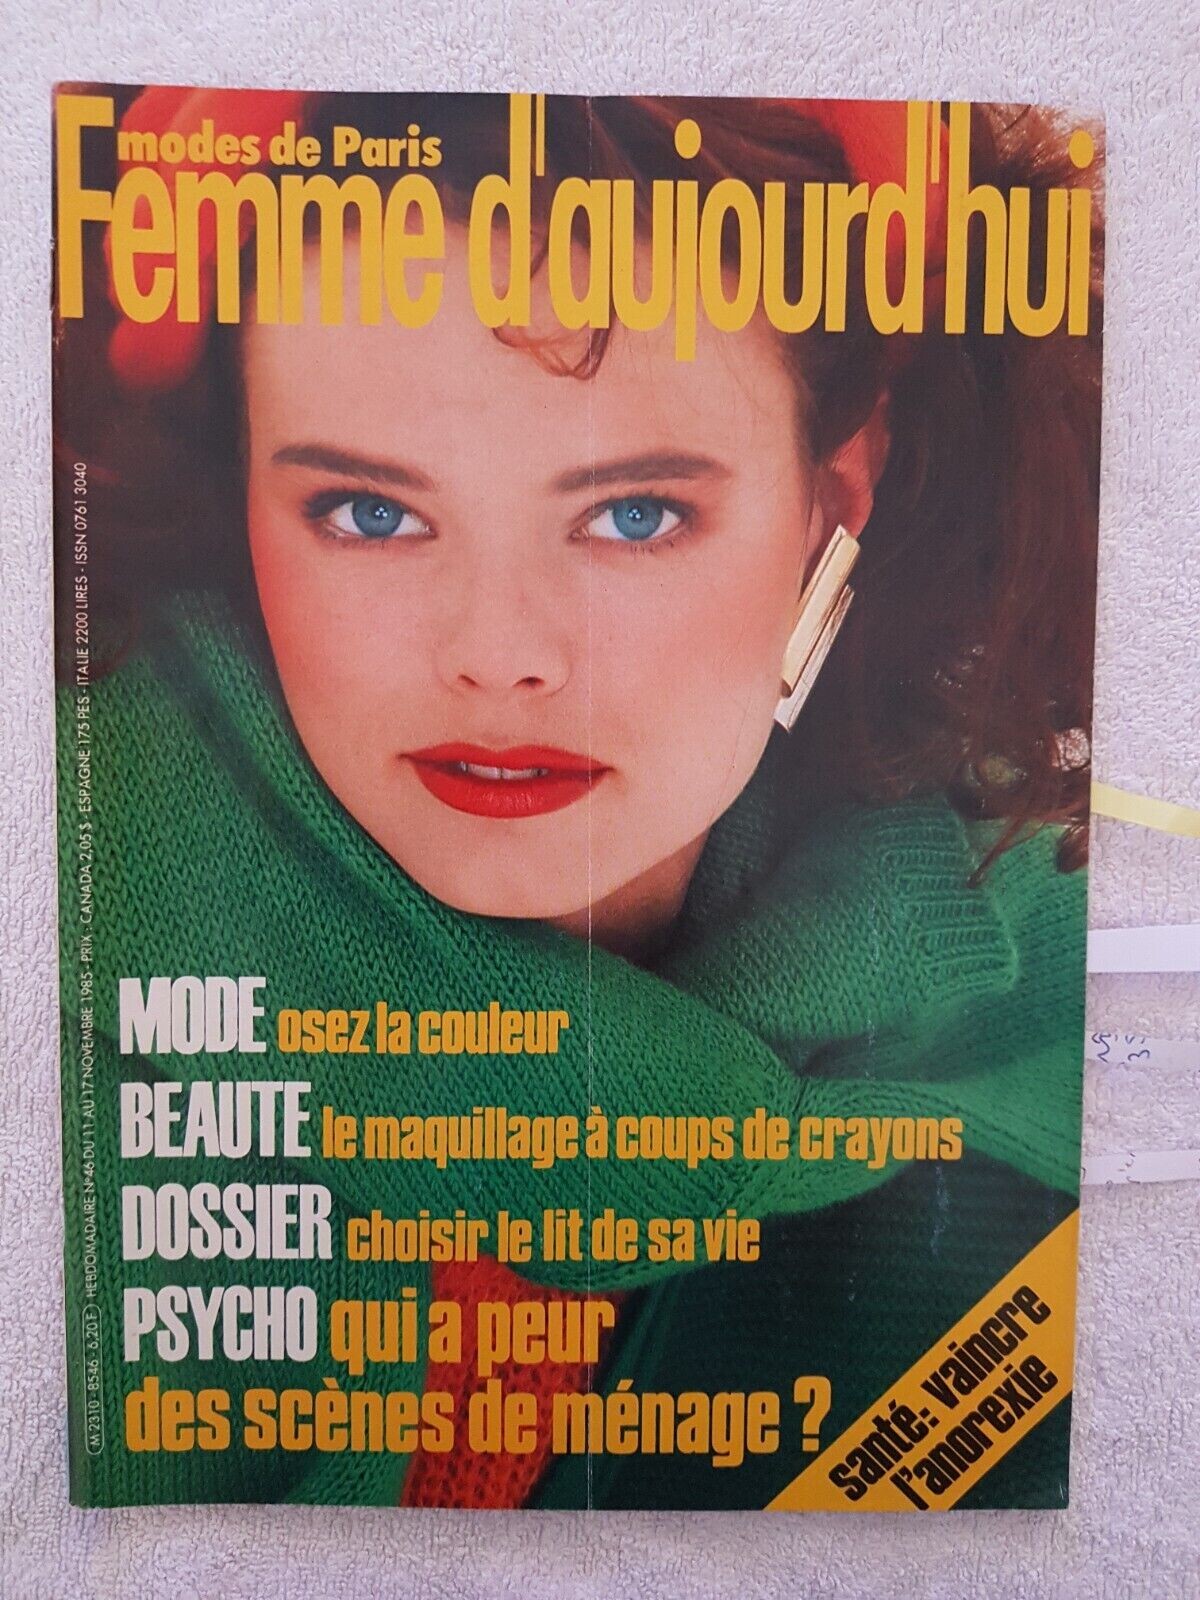 modes de Paris
Femme d'aujourd'hui
MODE osez la couleur
BEAUTE le maquillage à coups de crayons
DOSSIER choisir le lit de sa vie
PSYCHO qui a peur
des scènes de ménage ?
santé: vaincre
l'anorexie
M 2310 - 8546 - 6,20 F HEBDOMADAIRE N° 46 DU 11 AU 17 NOVEMBRE 1985 - PRIX : CANADA 2,05 $ - ESPAGNE 175 PES - ITALIE 2200 LIRES - ISSN 0761 3040